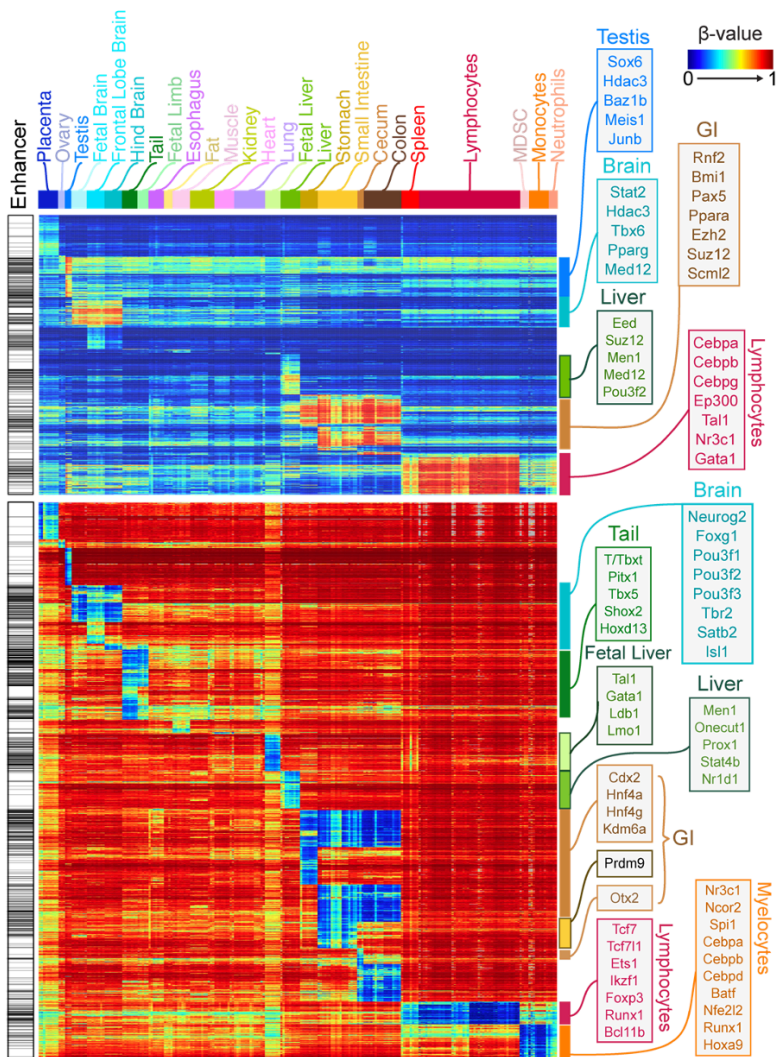 Testis
β-value
0
1
Sox6
Hdac3
Baz1b
Meis1
Junb
Enhancer
Placenta
Ovary
Testis
Fetal Brain
Frontal Lobe Brain
Hind Brain
Tail
Fetal Limb
Esophagus
Fat
Muscle
Kidney
Heart
Lung
Fetal Liver
Liver
Stomach
Small Intestine
Cecum
Colon
Spleen
Lymphocytes
MDSC
Monocytes
Neutrophils
GI
Rnf2
Bmi1
Pax5
Ppara
Ezh2
Suz12
Scml2
Brain
Stat2
Hdac3
Tbx6
Pparg
Med12
Liver
Eed
Suz12
Men1
Med12
Pou3f2
Lymphocytes
Cebpa
Cebpb
Cebpg
Ep300
Tal1
Nr3c1
Gata1
Brain
Neurog2
Foxg1
Pou3f1
Pou3f2
Pou3f3
Tbr2
Satb2
Isl1
Tail
T/Tbxt
Pitx1
Tbx5
Shox2
Hoxd13
Fetal Liver
Tal1
Gata1
Ldb1
Lmo1
Liver
Men1
Onecut1
Prox1
Stat4b
Nr1d1
Cdx2
Hnf4a
Hnf4g
Kdm6a
GI
Prdm9
Otx2
Lymphocytes
Tcf7
Tcf7l1
Ets1
Ikzf1
Foxp3
Runx1
Bcl11b
Myelocytes
Nr3c1
Ncor2
Spi1
Cebpa
Cebpb
Cebpd
Batf
Nfe2l2
Runx1
Hoxa9